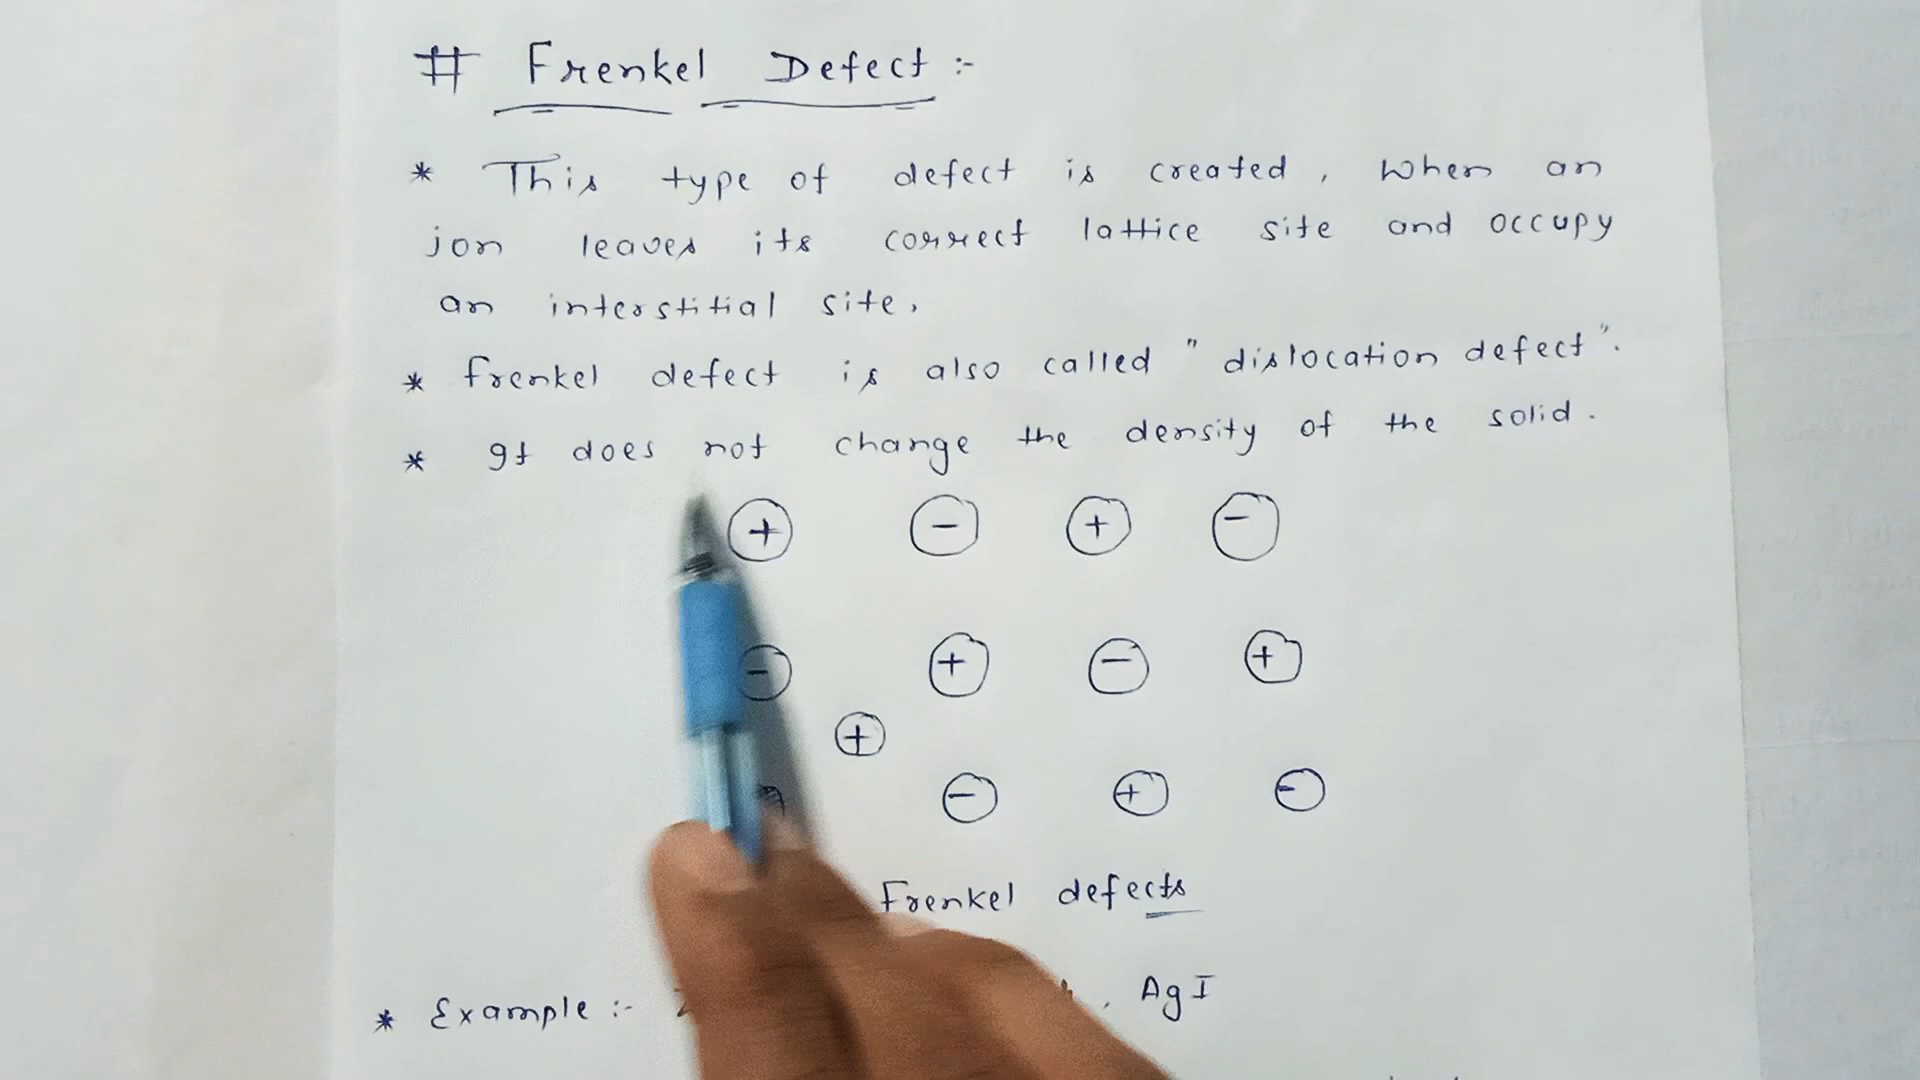 # Frenkel Defect :-
* This type of defect is created, when an
ion leaves its correct lattice site and occupy
an interstitial site,
* frenkel defect is also called "dislocation defect".
* It does not change the density of the solid.
+ - + -
- + - +
+
- + -
Frenkel defects
* Example :- , AgI